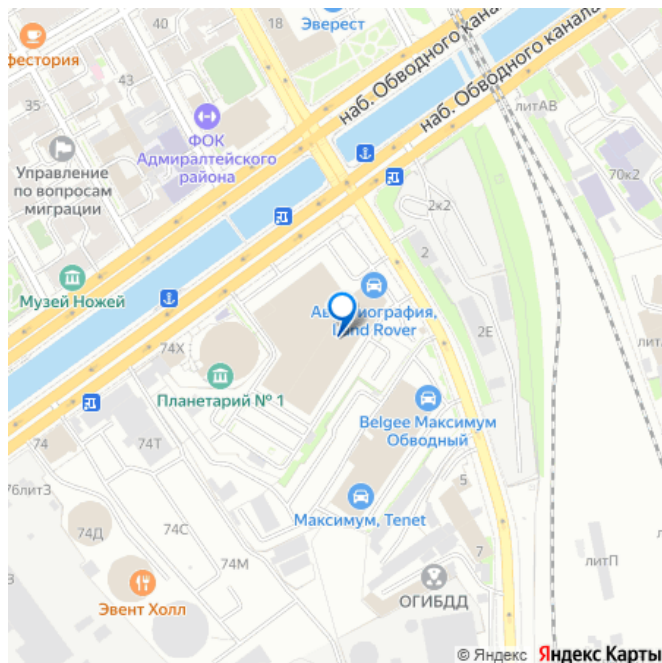 40
18
Эверест
фестория
43
наб. Обводного кана
35
ФОК
Адмиралтейского
района
наб. Обводного канала
литАВ
Управление
по вопросам
миграции
70к2
2к2
2
Музей Ножей
Land Rover
2Е
74Х
Планетарий № 1
Belgee Максимум
Обводный
74
74Т
76литЗ
5
Максимум, Tenet
74Д
74С
74М
7
литП
Эвент Холл
ОГИБДД
© Яндекс Яндекс Карты